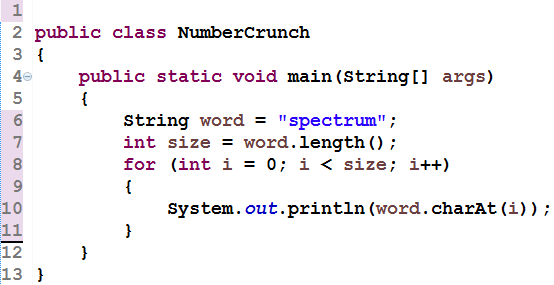 1
2 public class NumberCrunch
3 {
4 public static void main(String[] args)
5 {
6 String word = "spectrum";
7 int size = word.length();
8 for (int i = 0; i < size; i++)
9 {
10 System.out.println(word.charAt(i));
11 }
12 }
13 }